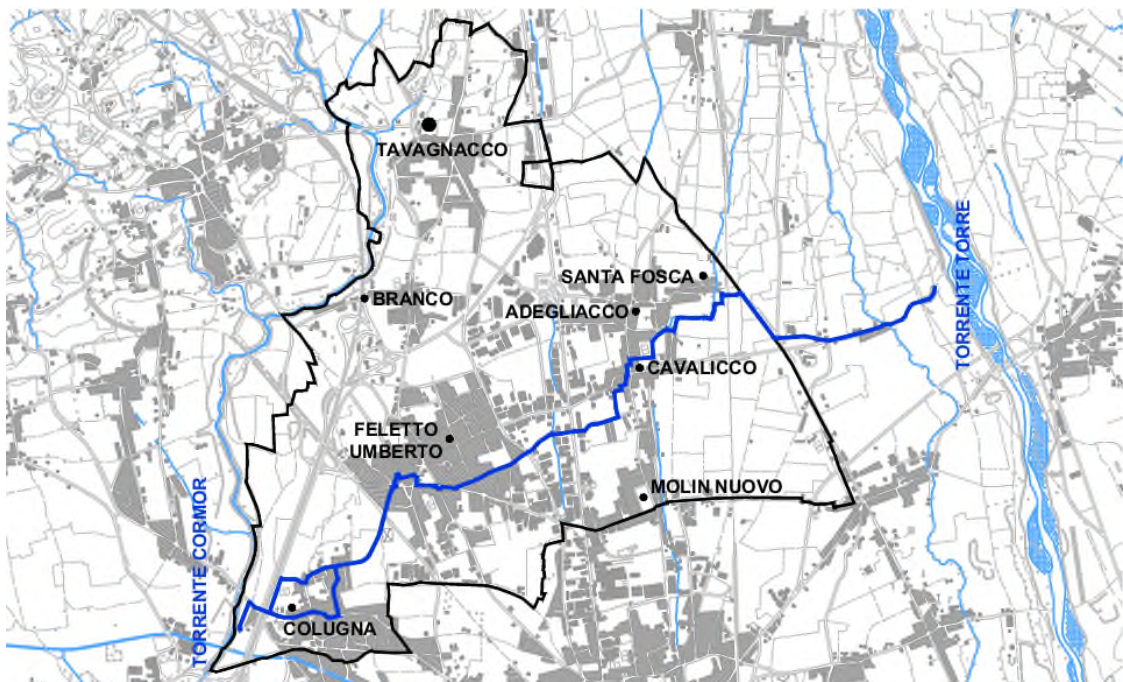 TAVAGNACCO
SANTA FOSCA
BRANCO
ADEGLIACCO
TORRENTE TORRE
CAVALICCO
FELETTO
UMBERTO
MOLIN NUOVO
TORRENTE CORMOR
COLUGNA